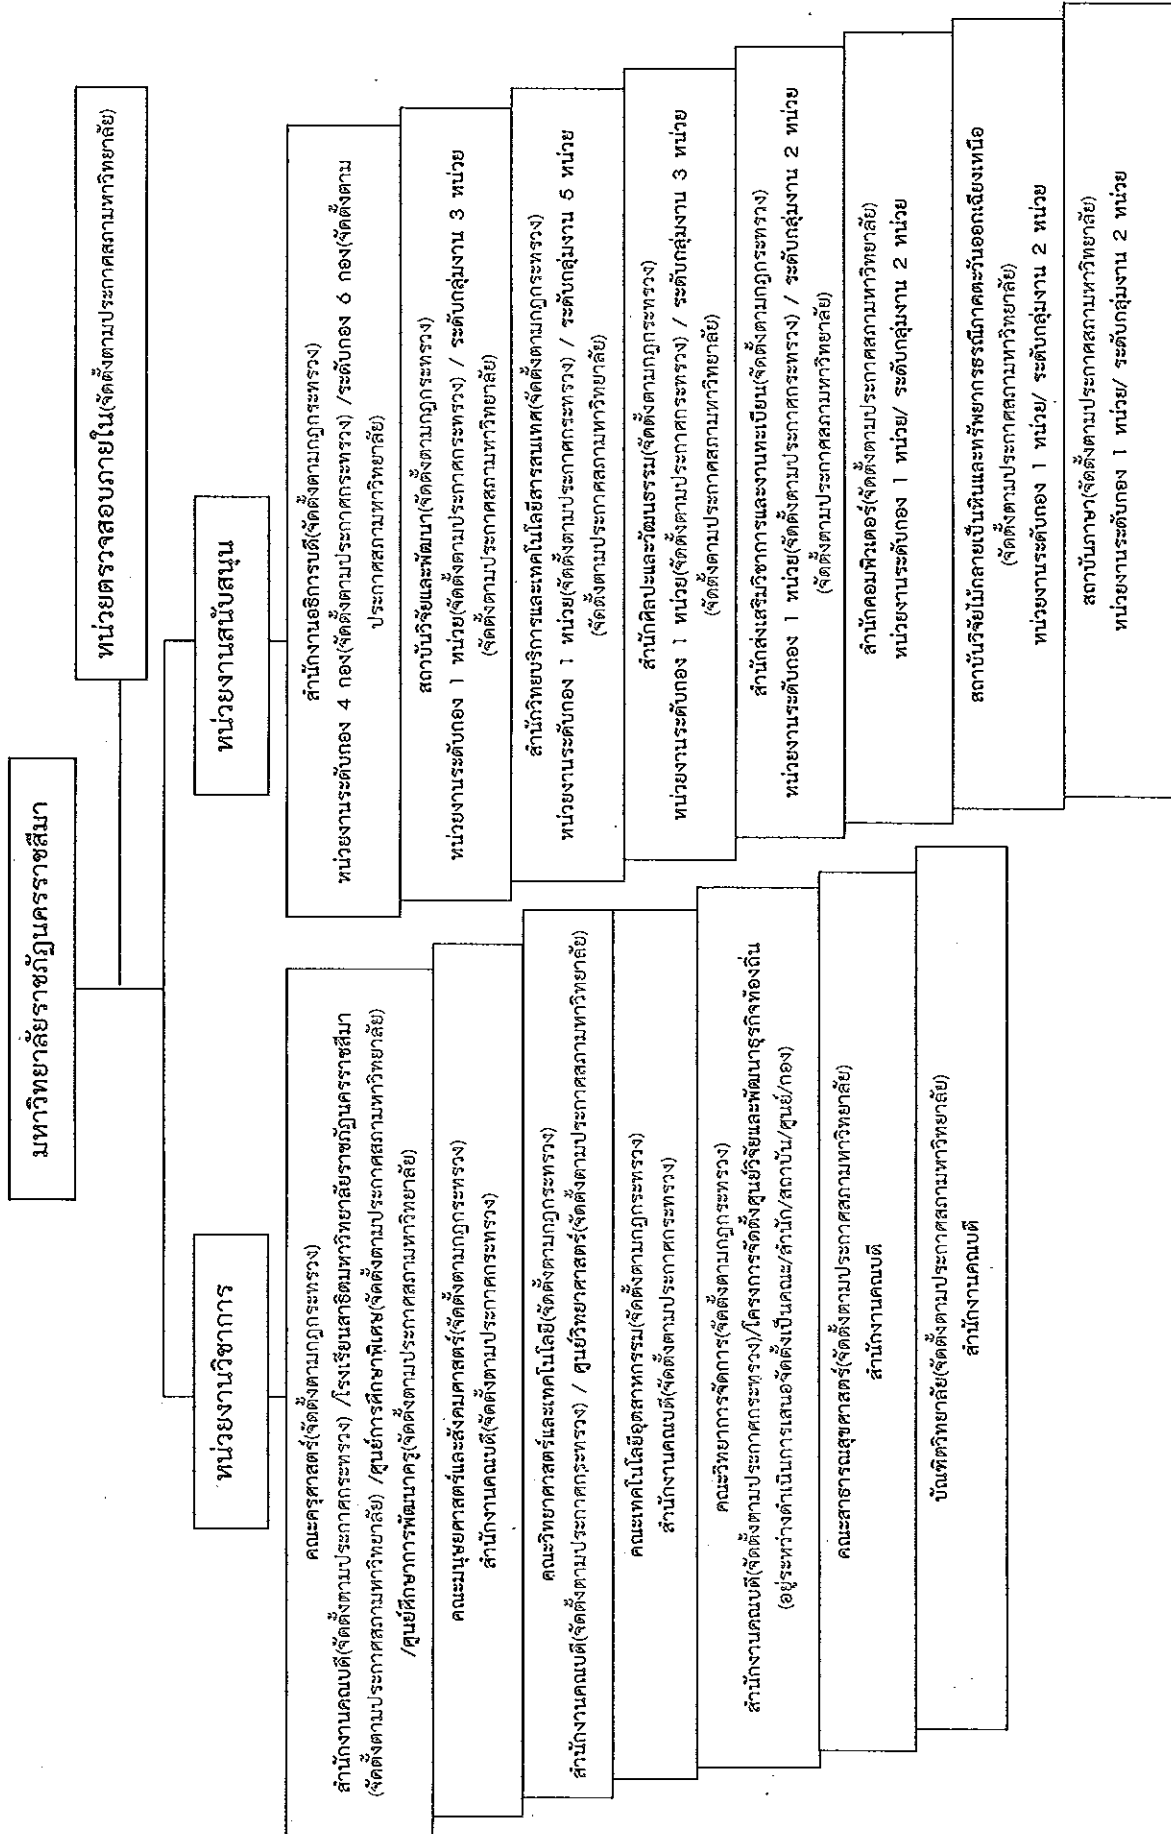 มหาวิทยาลัยราชภัฏนครราชสีมา
หน่วยตรวจสอบภายใน(จัดตั้งตามประกาศสภามหาวิทยาลัย)
หน่วยงานวิชาการ
คณะครุศาสตร์(จัดตั้งตามกฎกระทรวง)
สำนักงานคณบดี(จัดตั้งตามประกาศกระทรวง) /โรงเรียนสาธิตมหาวิทยาลัยราชภัฏนครราชสีมา
(จัดตั้งตามประกาศสภามหาวิทยาลัย) /ศูนย์การศึกษาพิเศษ(จัดตั้งตามประกาศสภามหาวิทยาลัย)
/ศูนย์ศึกษาการพัฒนาครู(จัดตั้งตามประกาศสภามหาวิทยาลัย)
คณะมนุษยศาสตร์และสังคมศาสตร์(จัดตั้งตามกฎกระทรวง)
สำนักงานคณบดี(จัดตั้งตามประกาศกระทรวง)
คณะวิทยาศาสตร์และเทคโนโลยี(จัดตั้งตามกฎกระทรวง)
สำนักงานคณบดี(จัดตั้งตามประกาศกระทรวง) / ศูนย์วิทยาศาสตร์(จัดตั้งตามประกาศสภามหาวิทยาลัย)
คณะเทคโนโลยีอุตสาหกรรม(จัดตั้งตามกฎกระทรวง)
สำนักงานคณบดี(จัดตั้งตามประกาศกระทรวง)
คณะวิทยาการจัดการ(จัดตั้งตามกฎกระทรวง)
สำนักงานคณบดี(จัดตั้งตามประกาศกระทรวง)/โครงการจัดตั้งศูนย์วิจัยและพัฒนาธุรกิจท้องถิ่น
(อยู่ระหว่างดำเนินการเสนอจัดตั้งเป็นคณะ/สำนัก/สถาบัน/ศูนย์/กอง)
คณะสาธารณสุขศาสตร์(จัดตั้งตามประกาศสภามหาวิทยาลัย)
สำนักงานคณบดี
บัณฑิตวิทยาลัย(จัดตั้งตามประกาศสภามหาวิทยาลัย)
สำนักงานคณบดี
หน่วยงานสนับสนุน
สำนักงานอธิการบดี(จัดตั้งตามกฎกระทรวง)
หน่วยงานระดับกอง 4 กอง(จัดตั้งตามประกาศกระทรวง) /ระดับกอง 6 กอง(จัดตั้งตาม
ประกาศสภามหาวิทยาลัย)
สถาบันวิจัยและพัฒนา(จัดตั้งตามกฎกระทรวง)
หน่วยงานระดับกอง 1 หน่วย(จัดตั้งตามประกาศกระทรวง) / ระดับกลุ่มงาน 3 หน่วย
(จัดตั้งตามประกาศสภามหาวิทยาลัย)
สำนักวิทยบริการและเทคโนโลยีสารสนเทศ(จัดตั้งตามกฎกระทรวง)
หน่วยงานระดับกอง 1 หน่วย(จัดตั้งตามประกาศกระทรวง) / ระดับกลุ่มงาน 5 หน่วย
(จัดตั้งตามประกาศสภามหาวิทยาลัย)
สำนักศิลปะและวัฒนธรรม(จัดตั้งตามกฎกระทรวง)
หน่วยงานระดับกอง 1 หน่วย(จัดตั้งตามประกาศกระทรวง) / ระดับกลุ่มงาน 3 หน่วย
(จัดตั้งตามประกาศสภามหาวิทยาลัย)
สำนักส่งเสริมวิชาการและงานทะเบียน(จัดตั้งตามกฎกระทรวง)
หน่วยงานระดับกอง 1 หน่วย(จัดตั้งตามประกาศกระทรวง) / ระดับกลุ่มงาน 2 หน่วย
(จัดตั้งตามประกาศสภามหาวิทยาลัย)
สำนักคอมพิวเตอร์(จัดตั้งตามประกาศสภามหาวิทยาลัย)
หน่วยงานระดับกอง 1 หน่วย/ ระดับกลุ่มงาน 2 หน่วย
สถาบันวิจัยไม้กลายเป็นหินและทรัพยากรธรณีภาคตะวันออกเฉียงเหนือ
(จัดตั้งตามประกาศสภามหาวิทยาลัย)
หน่วยงานระดับกอง 1 หน่วย/ ระดับกลุ่มงาน 2 หน่วย
สถาบันภาษา(จัดตั้งตามประกาศสภามหาวิทยาลัย)
หน่วยงานระดับกอง 1 หน่วย/ ระดับกลุ่มงาน 2 หน่วย